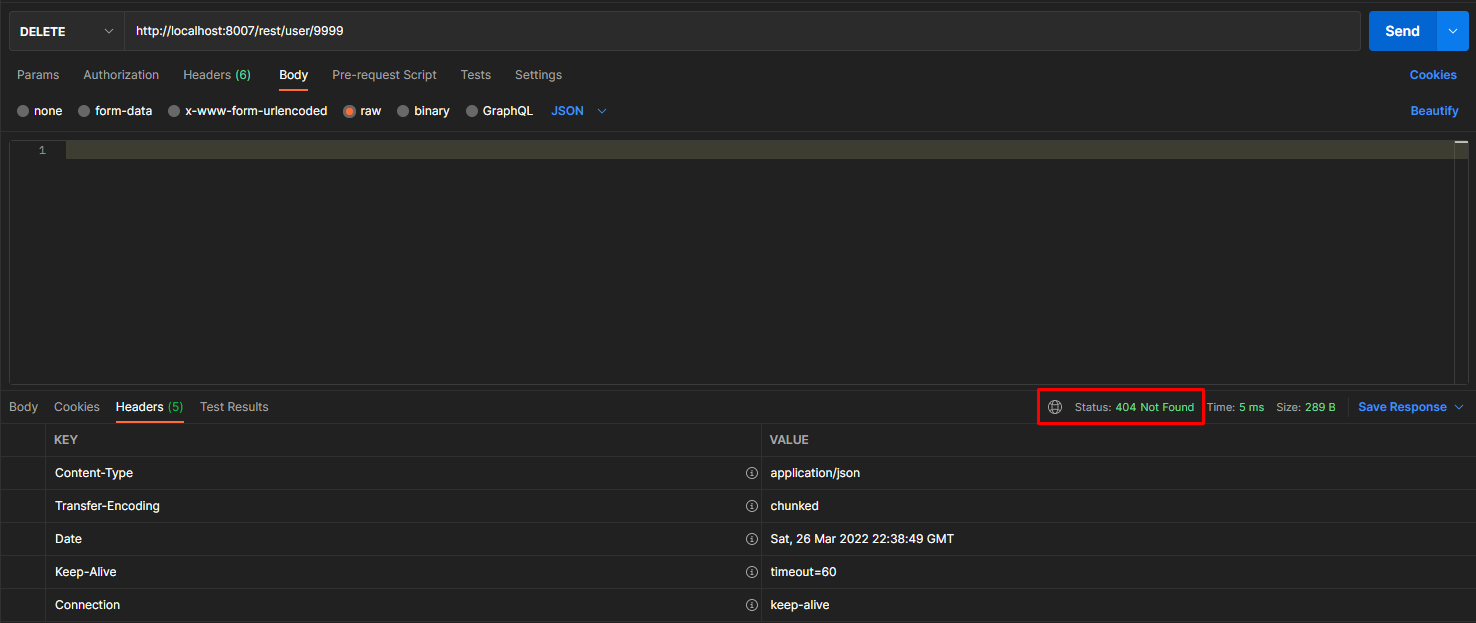 DELETE http://localhost:8007/rest/user/9999 Send
Params Authorization Headers (6) Body Pre-request Script Tests Settings Cookies
none form-data x-www-form-urlencoded raw binary GraphQL JSON Beautify
1
Body Cookies Headers (5) Test Results Status: 404 Not Found Time: 5 ms Size: 289 B Save Response
KEY VALUE
Content-Type application/json
Transfer-Encoding chunked
Date Sat, 26 Mar 2022 22:38:49 GMT
Keep-Alive timeout=60
Connection keep-alive